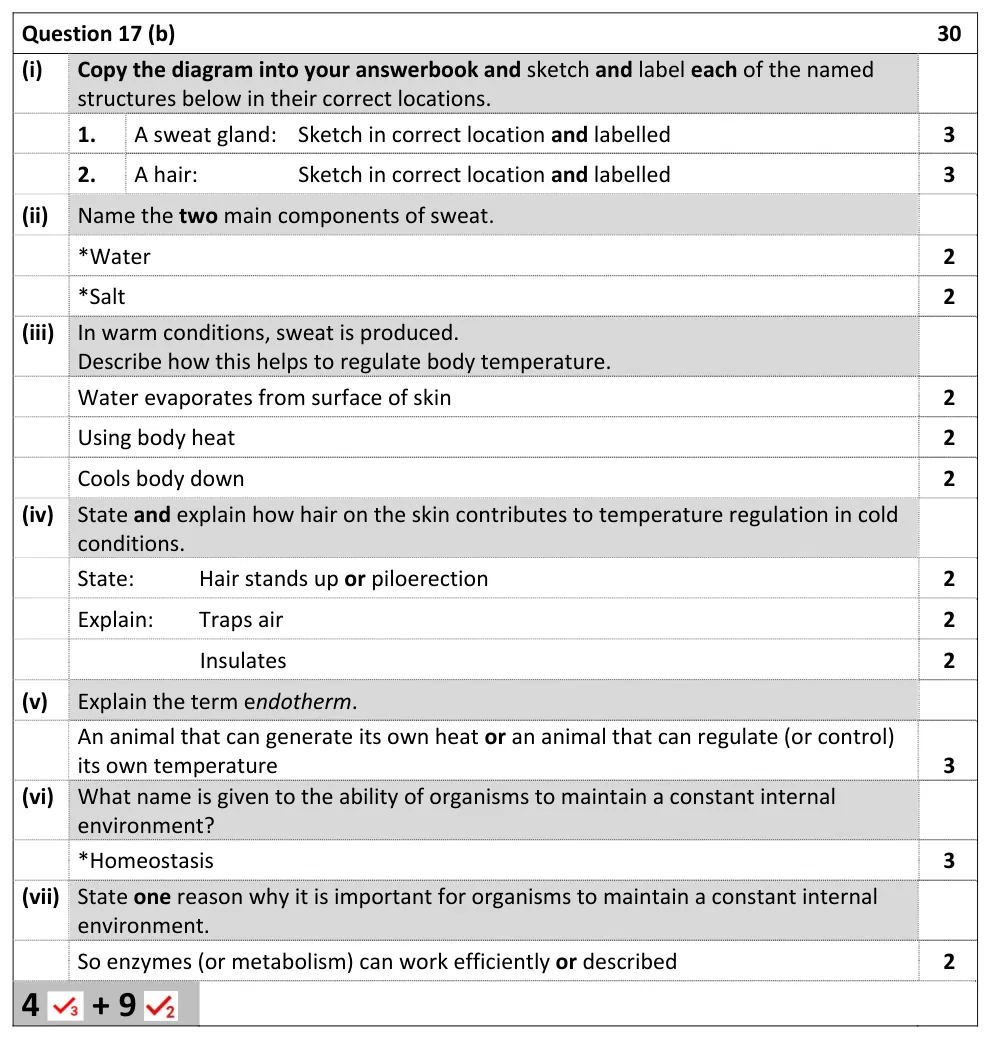 Question 17 (b) 30
(i) Copy the diagram into your answerbook and sketch and label each of the named
structures below in their correct locations.
1. A sweat gland: Sketch in correct location and labelled 3
2. A hair: Sketch in correct location and labelled 3
(ii) Name the two main components of sweat.
*Water 2
*Salt 2
(iii) In warm conditions, sweat is produced.
Describe how this helps to regulate body temperature.
Water evaporates from surface of skin 2
Using body heat 2
Cools body down 2
(iv) State and explain how hair on the skin contributes to temperature regulation in cold
conditions.
State: Hair stands up or piloerection 2
Explain: Traps air 2
Insulates 2
(v) Explain the term endotherm.
An animal that can generate its own heat or an animal that can regulate (or control)
its own temperature 3
(vi) What name is given to the ability of organisms to maintain a constant internal
environment?
*Homeostasis 3
(vii) State one reason why it is important for organisms to maintain a constant internal
environment.
So enzymes (or metabolism) can work efficiently or described 2
4 ✓3 + 9 ✓2